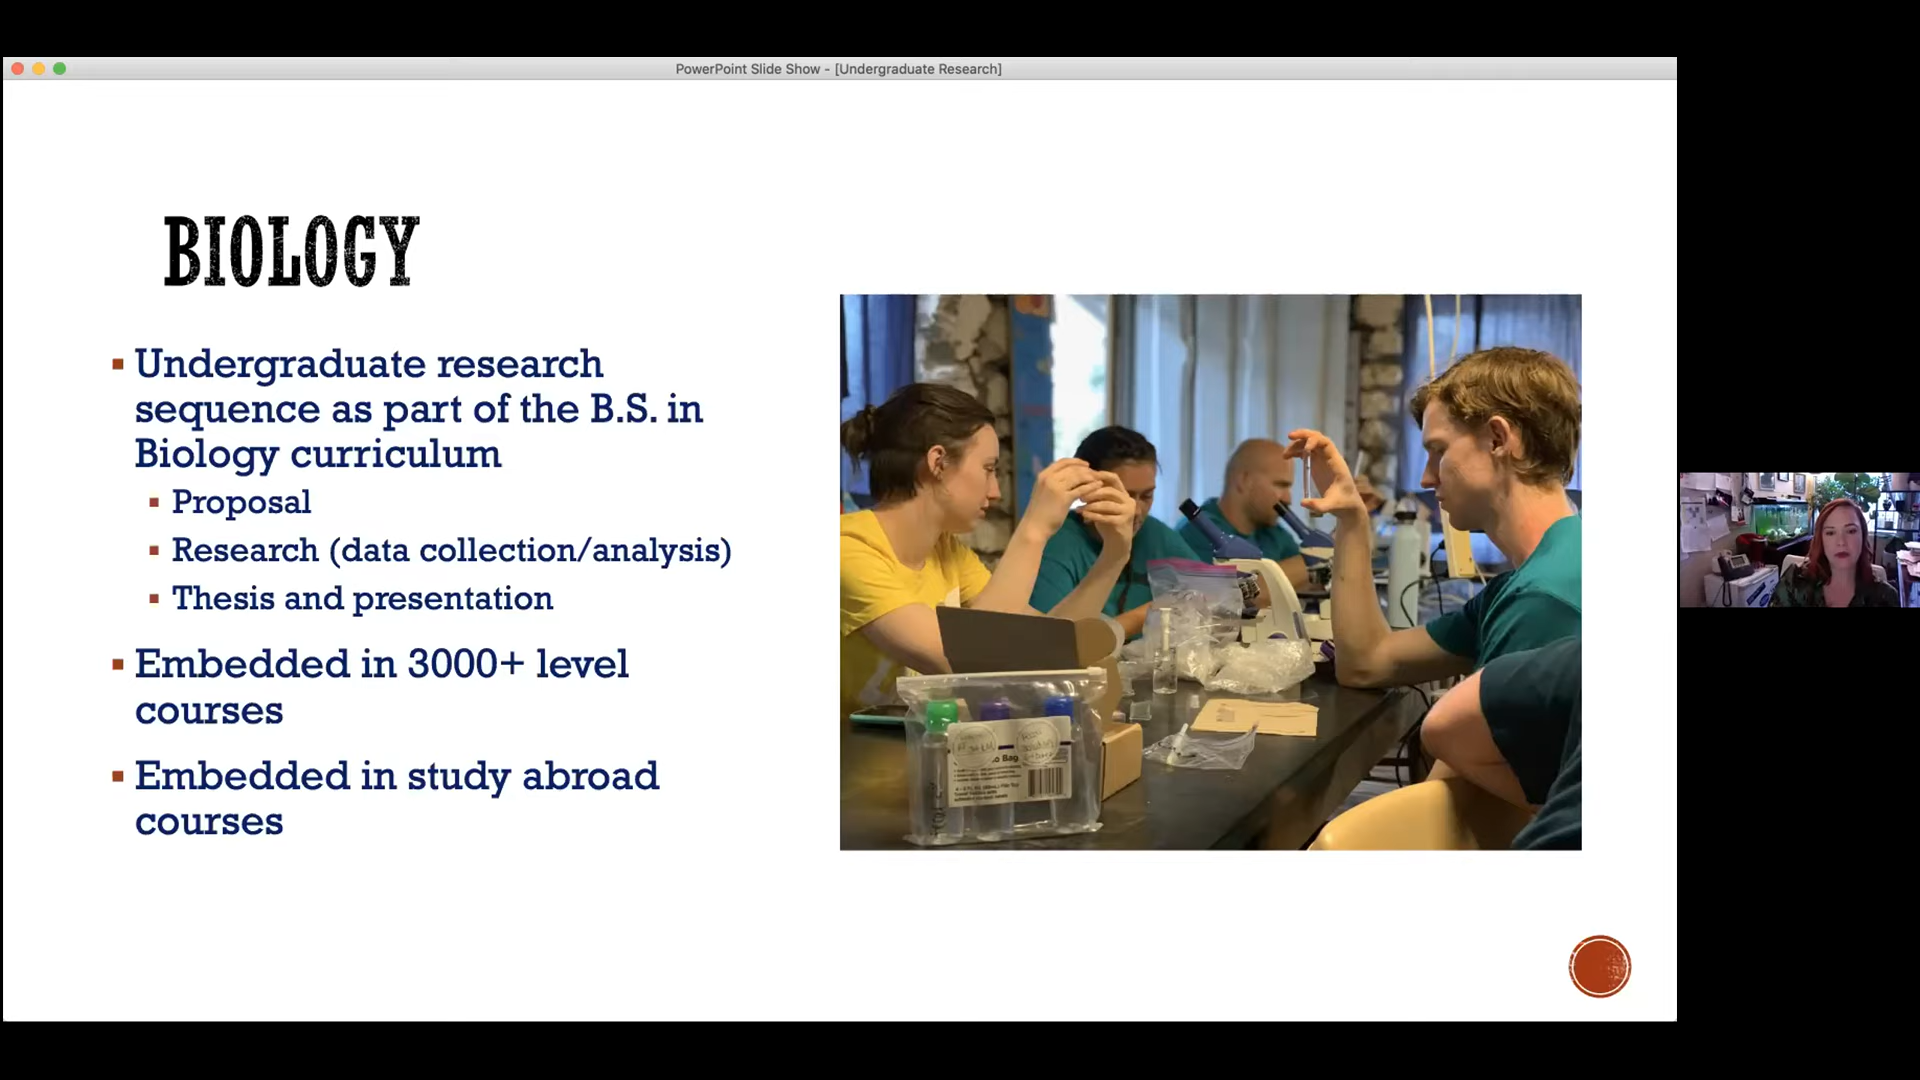 PowerPoint Slide Show - [Undergraduate Research]
BIOLOGY
Undergraduate research
sequence as part of the B.S. in
Biology curriculum
Proposal
Research (data collection/analysis)
Thesis and presentation
Embedded in 3000+ level
courses
Embedded in study abroad
courses
Bag